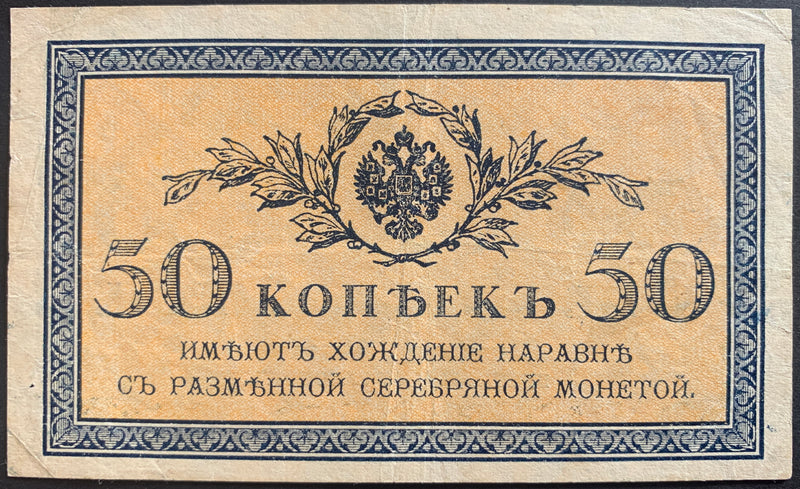 50 КОПѢЕКЪ 50
ИМѢЮТЪ ХОЖДЕНІЕ НАРАВНѢ
СЪ РАЗМѢННОЙ СЕРЕБРЯНОЙ МОНЕТОЙ.